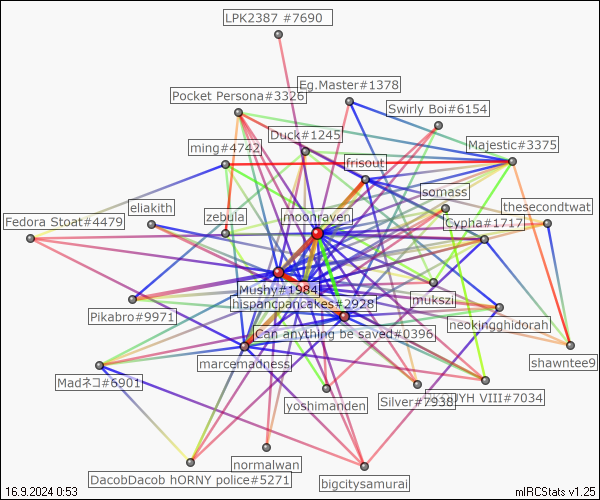 LPK2387 #7690
Eg.Master#1378
Pocket Persona#3326
Swirly Boi#6154
Duck#1245
ming#4742
Majestic#3375
frisout
somass
eliakith
zebula
moonraven
thesecondtwat
Fedora Stoat#4479
Cypha#1717
Mushy#1984
hispancpancakes#2928
mukszi
Pikabro#9971
neokingghidorah
Can anything be saved#0396
marcemadness
shawntee9
Madネコ#6901
yoshimanden
Silver#7938
JYH VIII#7034
normalwan
DacobDacob hORNY police#5271
bigcitysamurai
16.9.2024 0:53
mIRCStats v1.25